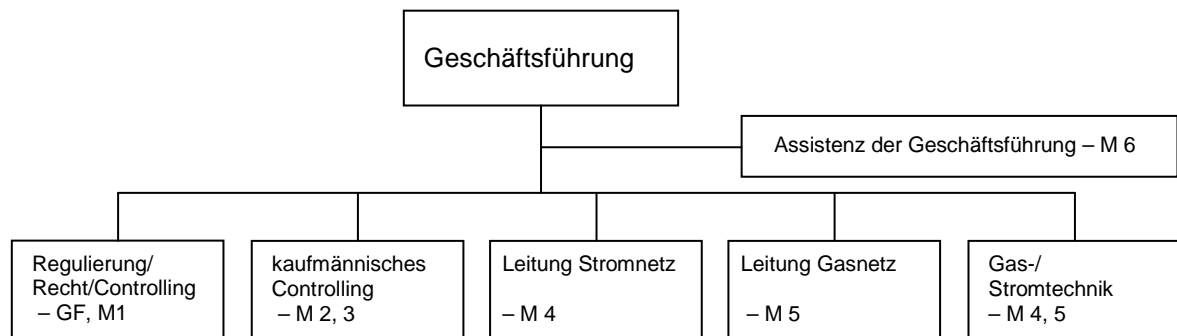 Geschäftsführung
Assistenz der Geschäftsführung – M 6
Regulierung/
Recht/Controlling
– GF, M1
kaufmännisches
Controlling
– M 2, 3
Leitung Stromnetz
– M 4
Leitung Gasnetz
– M 5
Gas-/
Stromtechnik
– M 4, 5